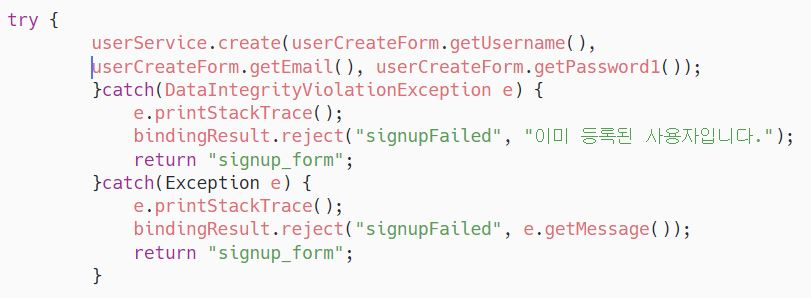 try {
userService.create(userCreateForm.getUsername(),
userCreateForm.getEmail(), userCreateForm.getPassword1());
}catch(DataIntegrityViolationException e) {
e.printStackTrace();
bindingResult.reject("signupFailed", "이미 등록된 사용자입니다.");
return "signup_form";
}catch(Exception e) {
e.printStackTrace();
bindingResult.reject("signupFailed", e.getMessage());
return "signup_form";
}